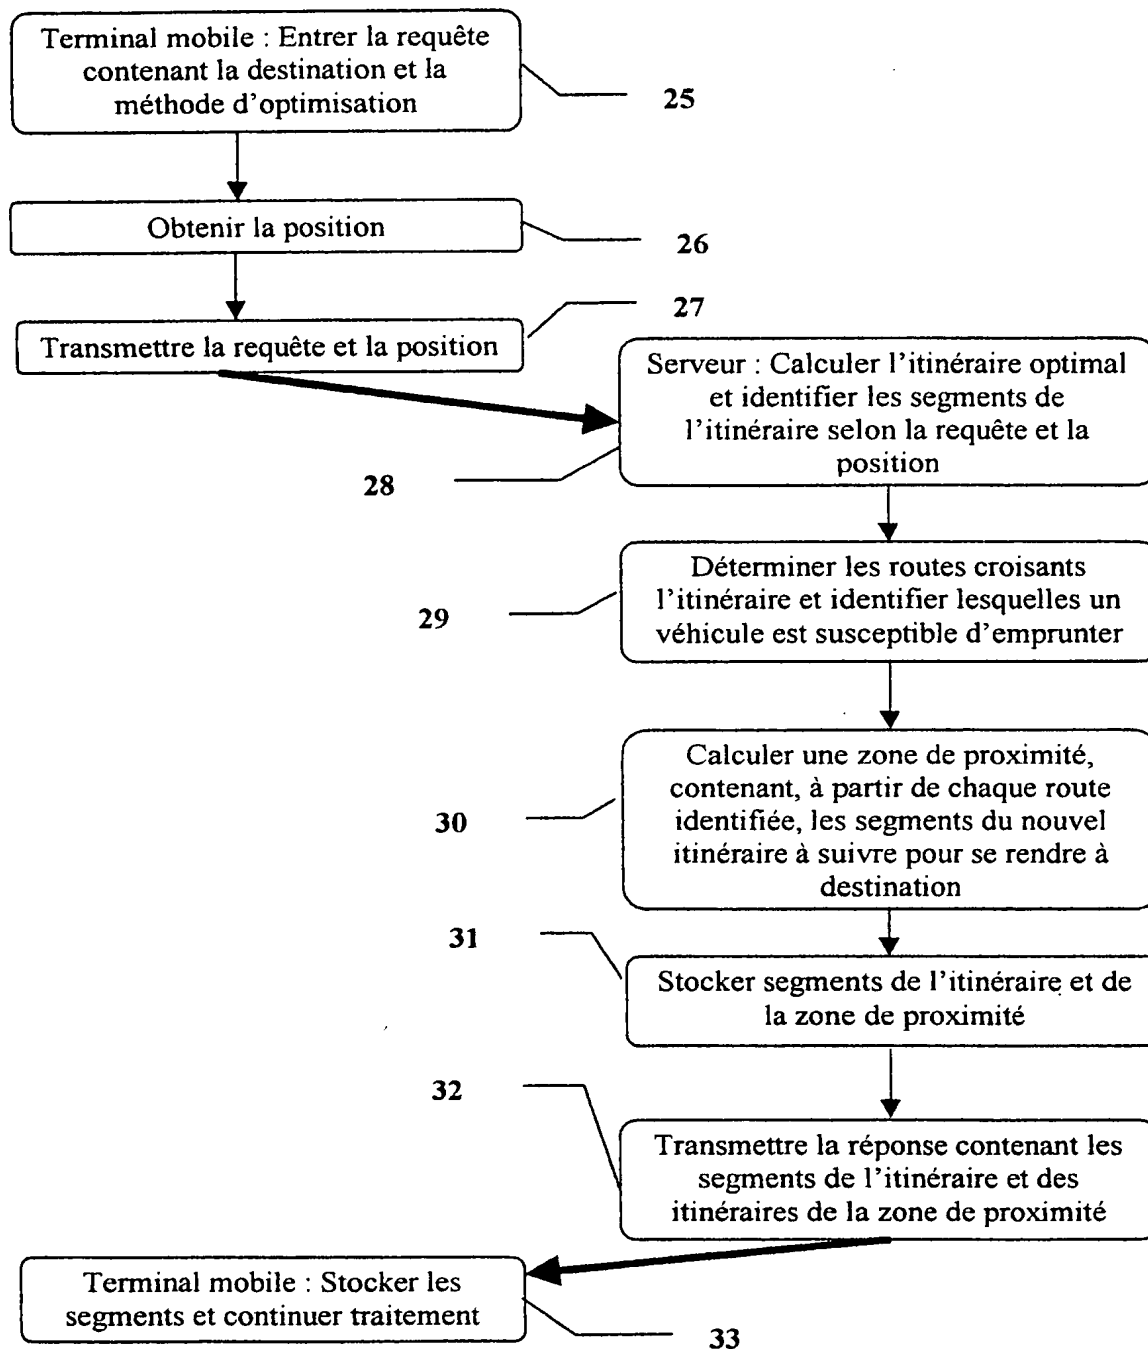 Terminal mobile : Entrer la requête
contenant la destination et la
méthode d'optimisation
25
Obtenir la position
26
27
Transmettre la requête et la position
Serveur : Calculer l'itinéraire optimal
et identifier les segments de
l'itinéraire selon la requête et la
position
28
Déterminer les routes croisants
l'itinéraire et identifier lesquelles un
véhicule est susceptible d'emprunter
29
Calculer une zone de proximité,
contenant, à partir de chaque route
identifiée, les segments du nouvel
itinéraire à suivre pour se rendre à
destination
30
31
Stocker segments de l'itinéraire et de
la zone de proximité
32
Transmettre la réponse contenant les
segments de l'itinéraire et des
itinéraires de la zone de proximité
Terminal mobile : Stocker les
segments et continuer traitement
33